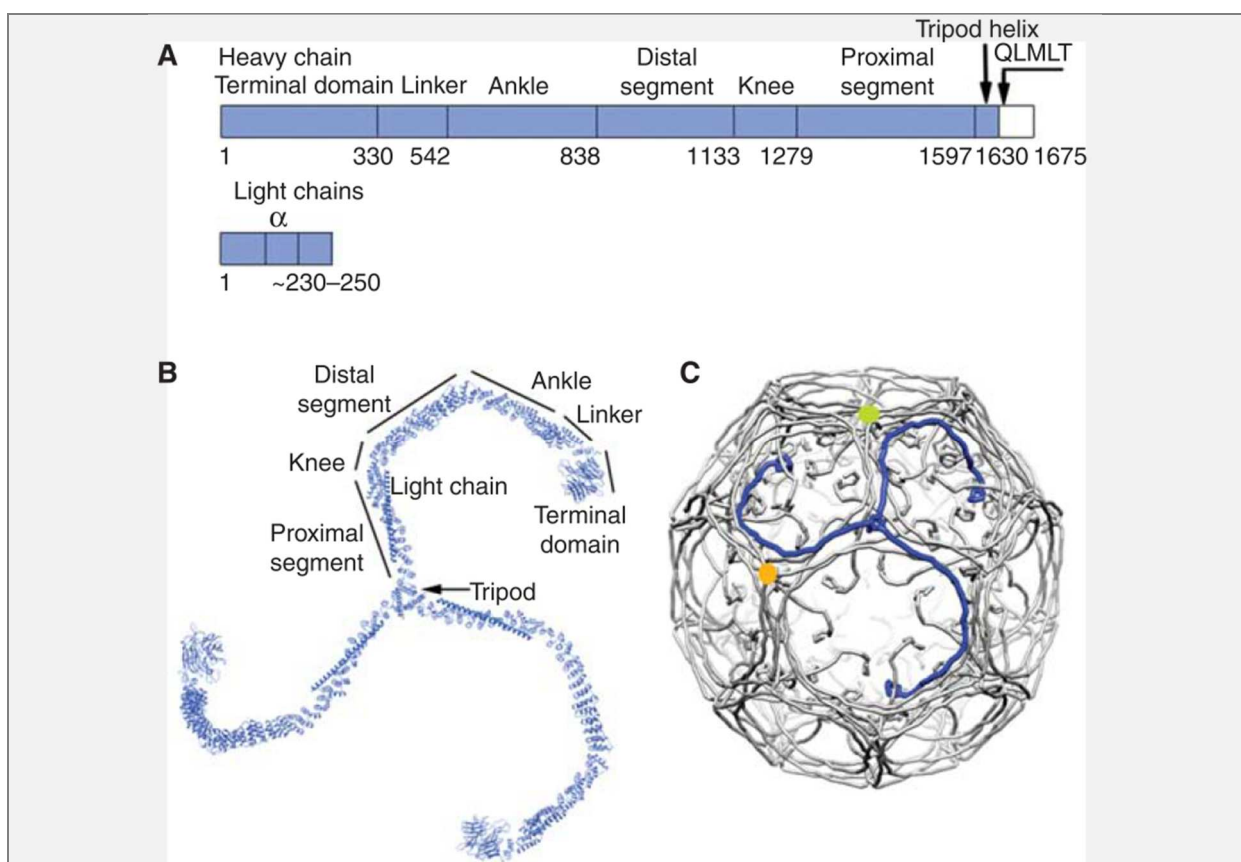 A
Heavy chain
Terminal domain
Linker
Ankle
Distal
segment
Knee
Proximal
segment
Tripod helix
QLMLT
1
330
542
838
1133
1279
1597
1630
1675
Light chains
α
1
~230–250
B
Distal
segment
Ankle
Linker
Knee
Light chain
Proximal
segment
Terminal
domain
Tripod
C